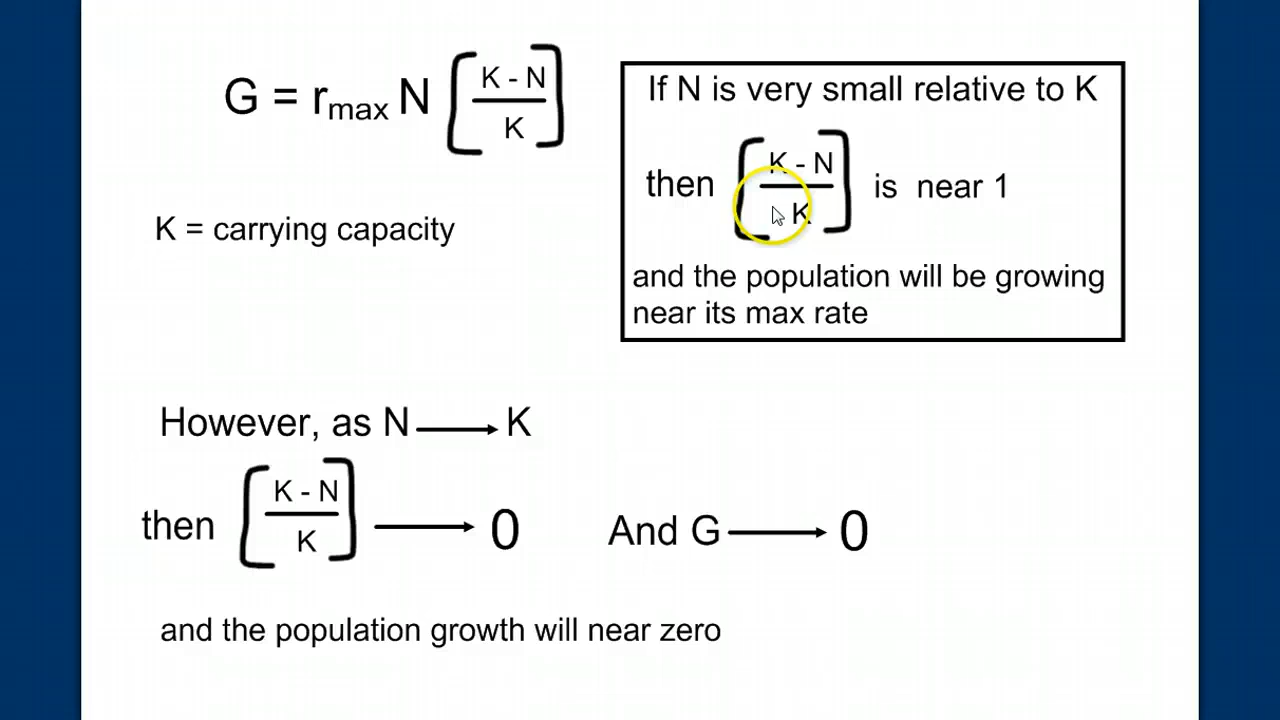 G = rmax N [K - N / K]
K = carrying capacity
If N is very small relative to K
then [K - N / K] is near 1
and the population will be growing
near its max rate
However, as N → K
then [K - N / K] → 0 And G → 0
and the population growth will near zero